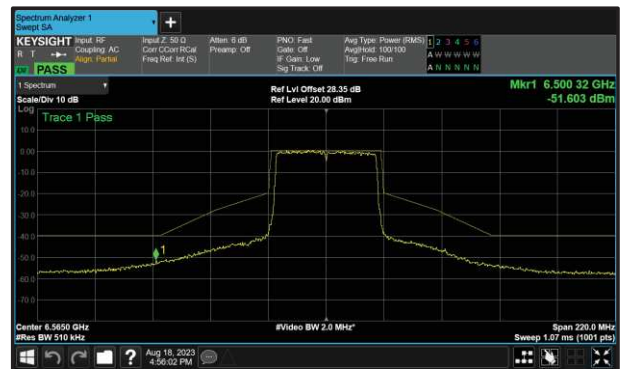 Spectrum Analyzer 1
Swept SA
+
KEYSIGHT
R T
PASS
Input: RF
Coupling: AC
Align: Partial
Input Z: 50 Ω
Corr CCorr RCal
Freq Ref: Int (S)
Atten: 6 dB
Preamp: Off
PNO: Fast
Gate: Off
IF Gain: Low
Sig Track: Off
Avg Type: Power (RMS)
Avg|Hold: 100/100
Trig: Free Run
1 2 3 4 5 6
A W W W W W
A N N N N N
1 Spectrum
Scale/Div 10 dB
Ref Lvl Offset 28.35 dB
Ref Level 20.00 dBm
Mkr1 6.500 32 GHz
-51.603 dBm
Log
Trace 1 Pass
10.0
0.00
-10.0
-20.0
-30.0
-40.0
-50.0
-60.0
-70.0
1
Center 6.5650 GHz
#Res BW 510 kHz
#Video BW 2.0 MHz*
Span 220.0 MHz
Sweep 1.07 ms (1001 pts)
?
Aug 18, 2023
4:56:02 PM